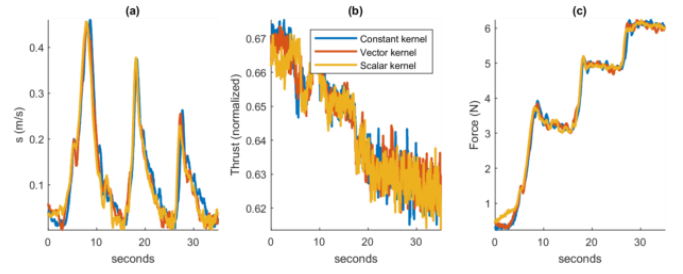 (a)
(b)
(c)
0.4
0.3
0.2
0.1
s (m/s)
0
10
20
30
seconds
0.67
0.66
0.65
0.64
0.63
0.62
Thrust (normalized)
Constant kernel
Vector kernel
Scalar kernel
0
10
20
30
seconds
6
5
4
3
2
1
Force (N)
0
10
20
30
seconds